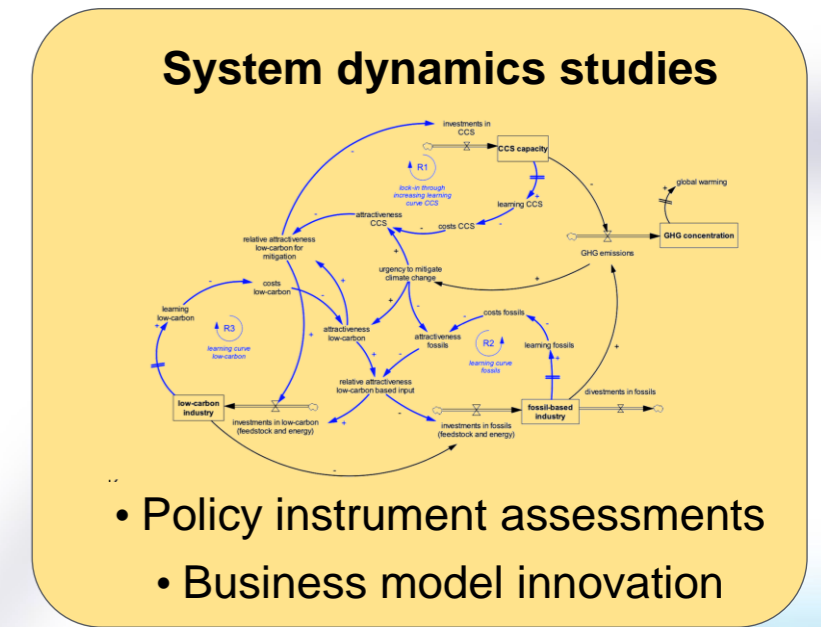 System dynamics studies
investments in
CCS
CCS capacity
R1
lock-in through
increasing learning
curve CCS
learning CCS
global warming
attractiveness
CCS
costs CCS
GHG concentration
relative attractiveness
low-carbon for
mitigation
GHG emissions
urgency to mitigate
climate change
costs
low-carbon
learning
low-carbon
R3
learning curve
low-carbon
attractiveness
low-carbon
attractiveness
fossils
costs fossils
R2
learning curve
fossils
learning fossils
relative attractiveness
low-carbon based input
divestments in fossils
low-carbon
industry
investments in low-carbon
(feedstock and energy)
investments in fossils
(feedstock and energy)
fossil-based
industry
• Policy instrument assessments
• Business model innovation